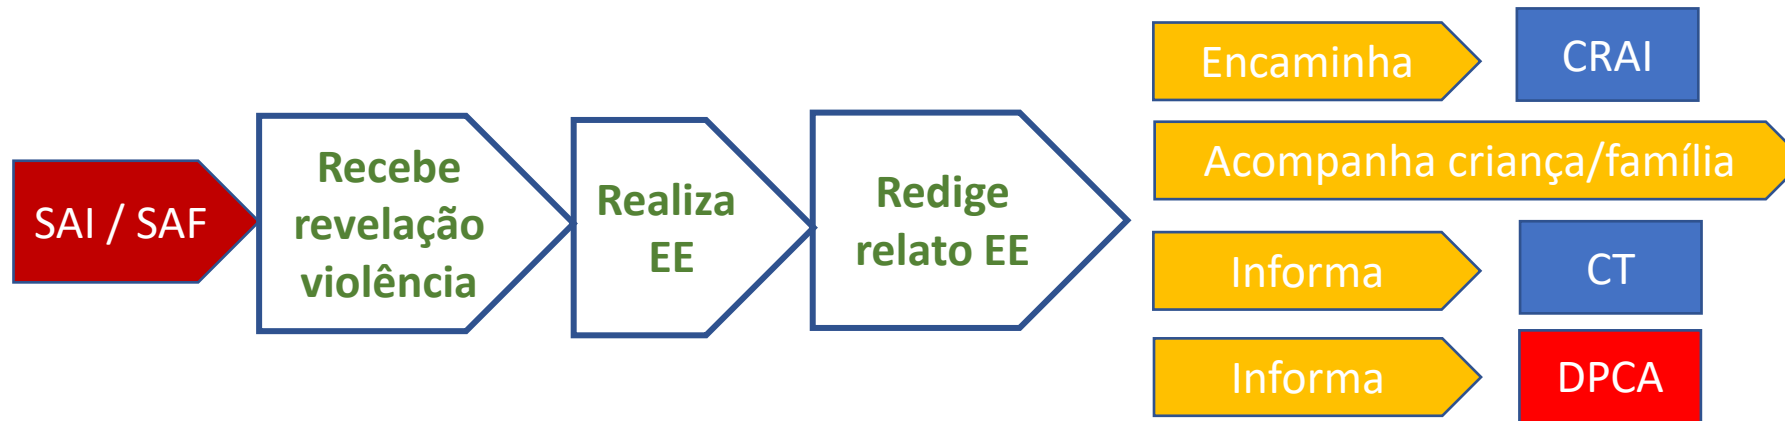 SAI / SAF
Recebe
revelação
violência
Realiza
EE
Redige
relato EE
Encaminha
CRAI
Acompanha criança/família
Informa
CT
Informa
DPCA